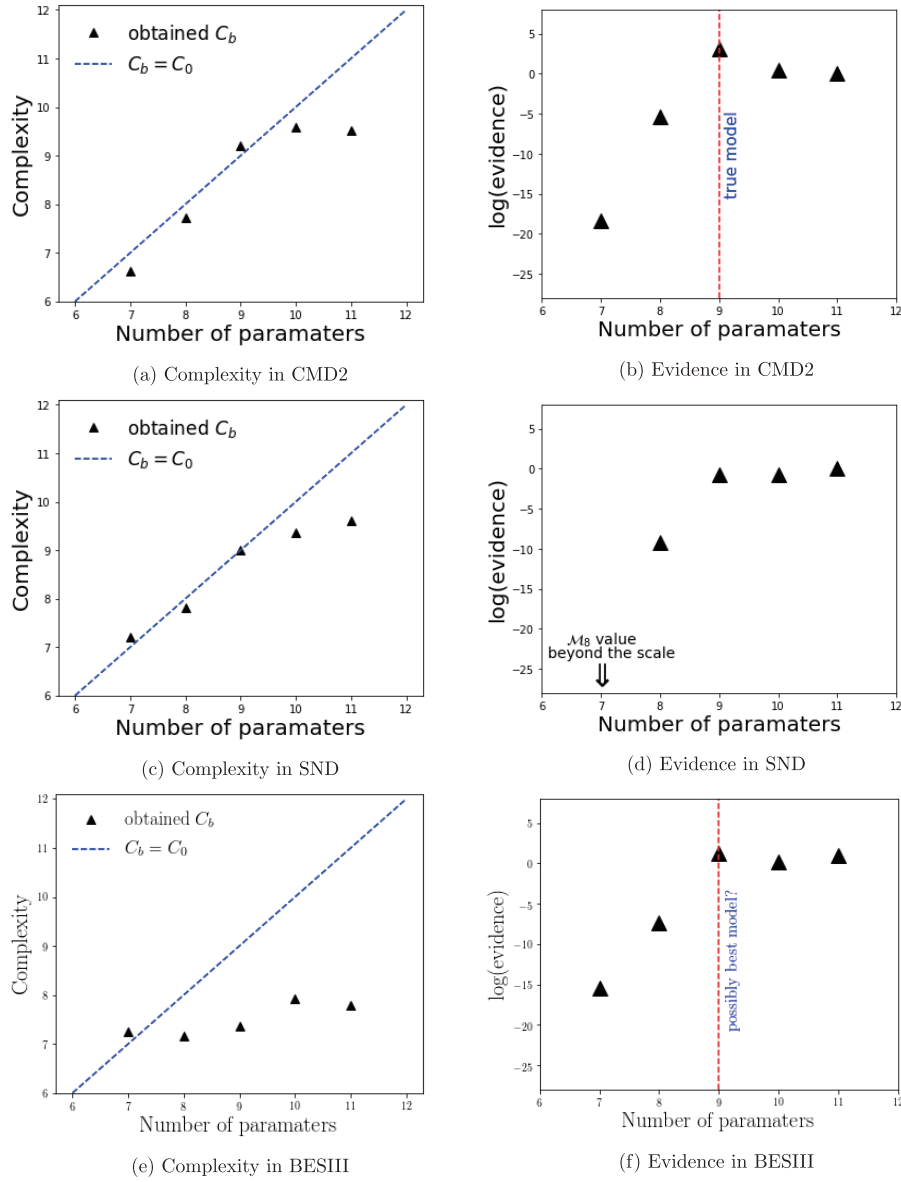 12
11
10
9
8
7
6
Complexity
obtained C_b
C_b = C_0
6 7 8 9 10 11 12
Number of paramaters
(a) Complexity in CMD2
5
0
−5
−10
−15
−20
−25
log(evidence)
true model
6 7 8 9 10 11 12
Number of paramaters
(b) Evidence in CMD2
12
11
10
9
8
7
6
Complexity
obtained C_b
C_b = C_0
6 7 8 9 10 11 12
Number of paramaters
(c) Complexity in SND
5
0
−5
−10
−15
−20
−25
log(evidence)
ℳ_8 value
beyond the scale
⇓
6 7 8 9 10 11 12
Number of paramaters
(d) Evidence in SND
12
11
10
9
8
7
6
Complexity
obtained C_b
C_b = C_0
6 7 8 9 10 11 12
Number of paramaters
(e) Complexity in BESIII
5
0
−5
−10
−15
−20
−25
log(evidence)
possibly best model?
6 7 8 9 10 11 12
Number of paramaters
(f) Evidence in BESIII